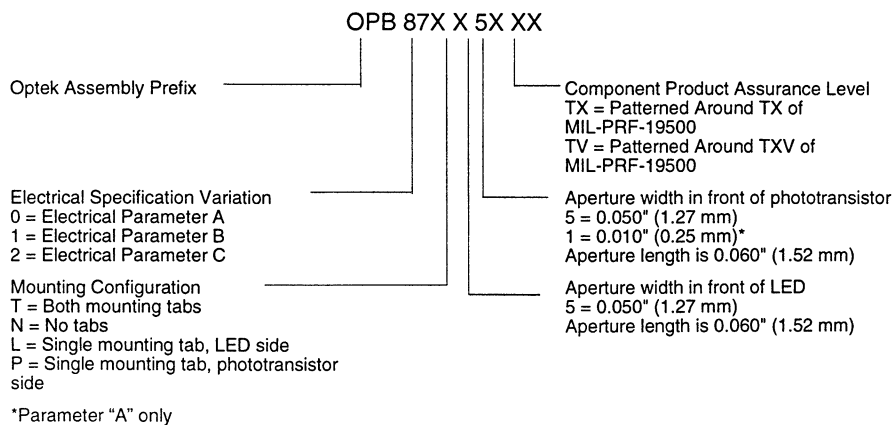 OPB 87X X 5X XX
Optek Assembly Prefix
Component Product Assurance Level
TX = Patterned Around TX of
MIL-PRF-19500
TV = Patterned Around TXV of
MIL-PRF-19500
Electrical Specification Variation
0 = Electrical Parameter A
1 = Electrical Parameter B
2 = Electrical Parameter C
Aperture width in front of phototransistor
5 = 0.050" (1.27 mm)
1 = 0.010" (0.25 mm)*
Aperture length is 0.060" (1.52 mm)
Mounting Configuration
T = Both mounting tabs
N = No tabs
L = Single mounting tab, LED side
P = Single mounting tab, phototransistor
side
Aperture width in front of LED
5 = 0.050" (1.27 mm)
Aperture length is 0.060" (1.52 mm)
*Parameter “A” only